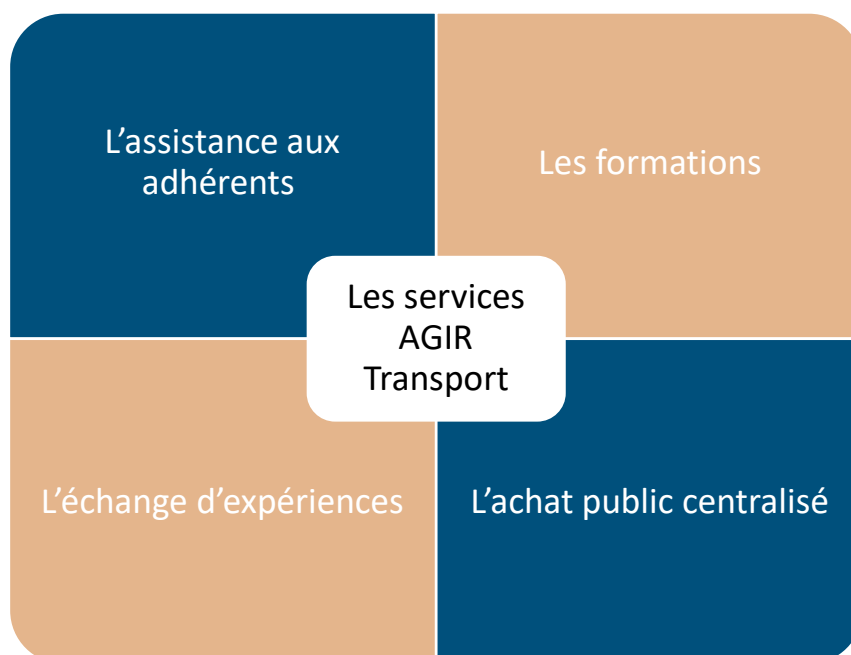 L’assistance aux
adhérents
Les formations
Les services
AGIR
Transport
L’échange d’expériences
L’achat public centralisé